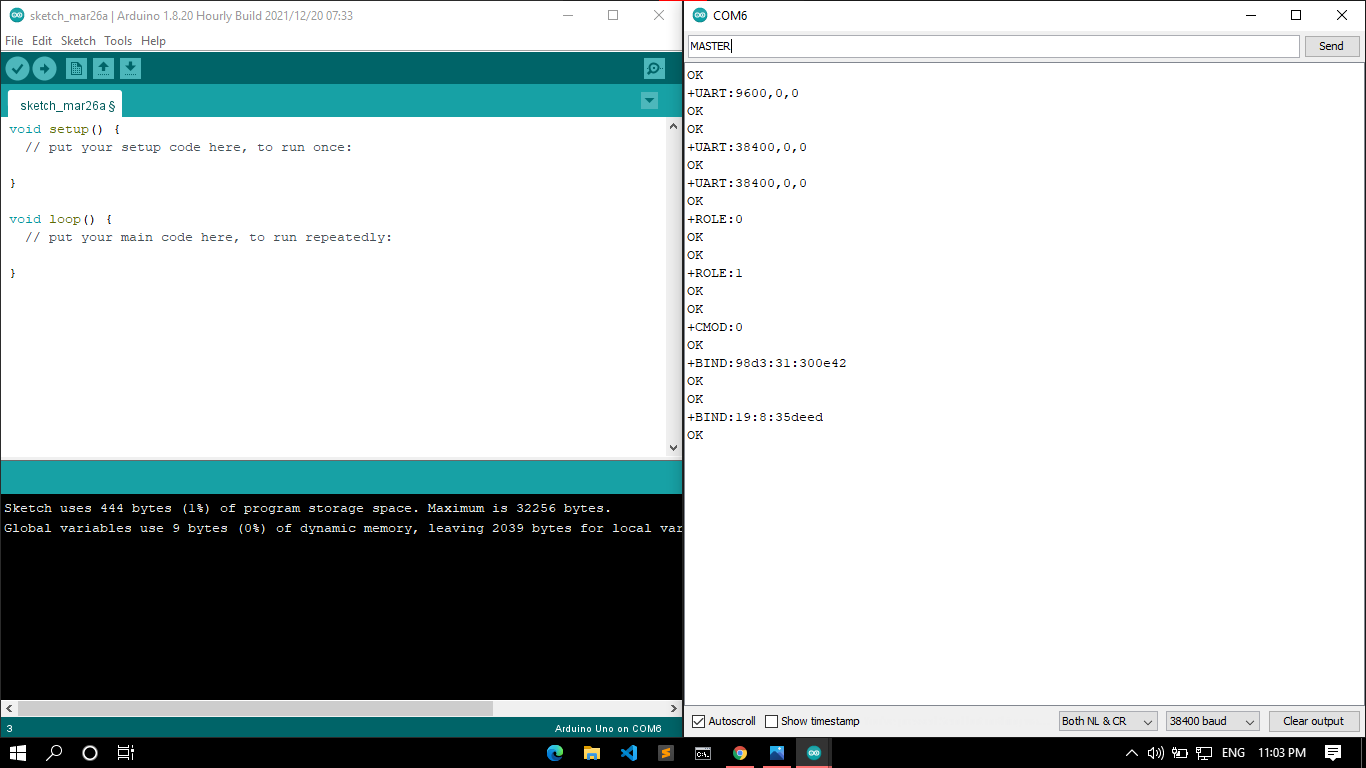 sketch_mar26a | Arduino 1.8.20 Hourly Build 2021/12/20 07:33
File Edit Sketch Tools Help
sketch_mar26a §
void setup() {
  // put your setup code here, to run once:
}
void loop() {
  // put your main code here, to run repeatedly:
}
Sketch uses 444 bytes (1%) of program storage space. Maximum is 32256 bytes.
Global variables use 9 bytes (0%) of dynamic memory, leaving 2039 bytes for local var
3
Arduino Uno on COM6
COM6
MASTER
Send
OK
+UART:9600,0,0
OK
OK
+UART:38400,0,0
OK
+UART:38400,0,0
OK
+ROLE:0
OK
OK
+ROLE:1
OK
OK
+CMOD:0
OK
+BIND:98d3:31:300e42
OK
OK
+BIND:19:8:35deed
OK
Autoscroll
Show timestamp
Both NL & CR
38400 baud
Clear output
ENG
11:03 PM